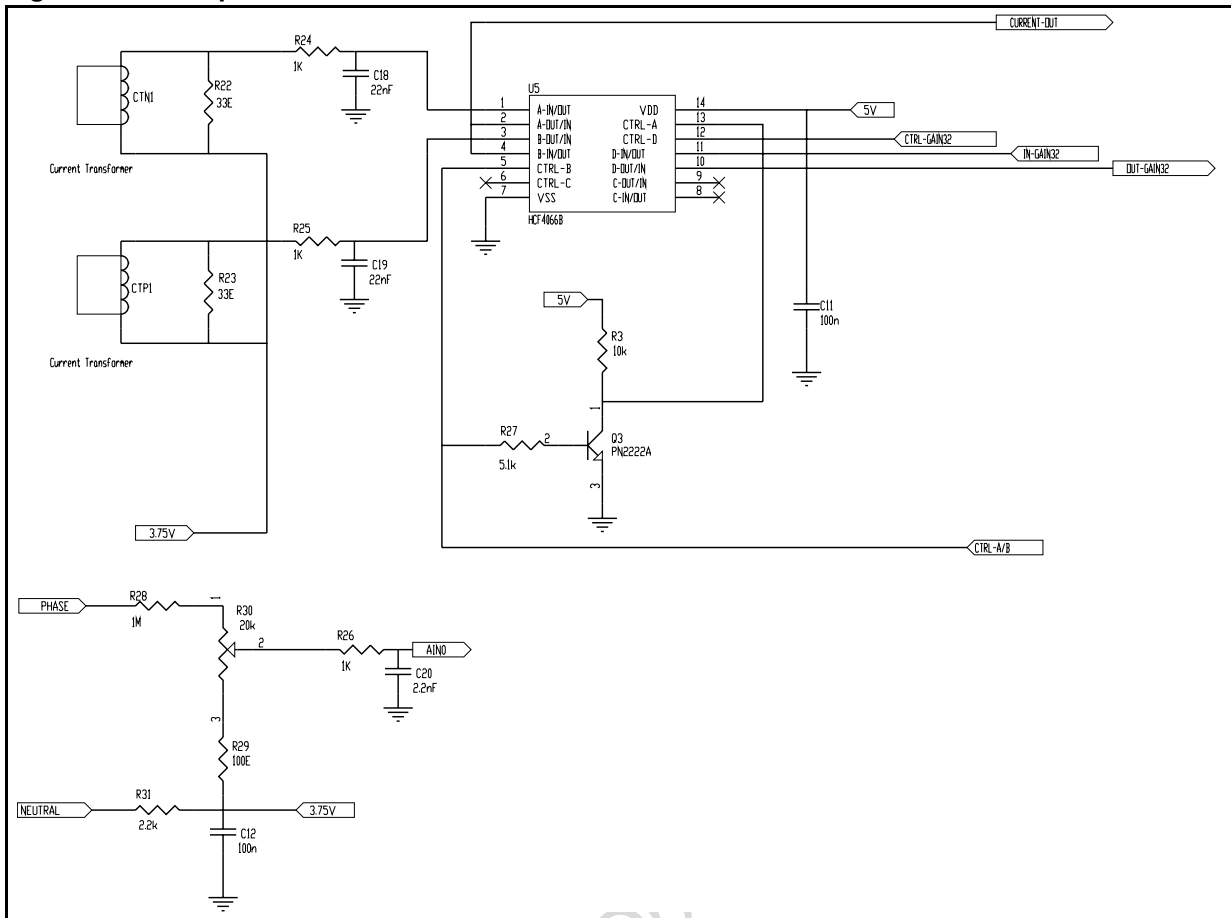 CURRENT-OUT
R24
1K
C18
22nF
CTN1
R22
33E
Current Transformer
U5
1 A-IN/OUT VDD 14
2 A-OUT/IN CTRL-A 13
3 B-OUT/IN CTRL-D 12
4 B-IN/OUT D-IN/OUT 11
5 CTRL-B D-OUT/IN 10
6 CTRL-C C-OUT/IN 9
7 VSS C-IN/OUT 8
HCF4066B
5V
CTRL-GAIN32
IN-GAIN32
OUT-GAIN32
R25
1K
C19
22nF
CTP1
R23
33E
Current Transformer
5V
R3
10k
C11
100n
1
R27
2
5.1k
Q3
PN2222A
3
3.75V
CTRL-A/B
PHASE
R28
1M
1
R30
20k
2
R26
1K
AIN0
C20
2.2nF
3
R29
100E
NEUTRAL
R31
2.2k
3.75V
C12
100n